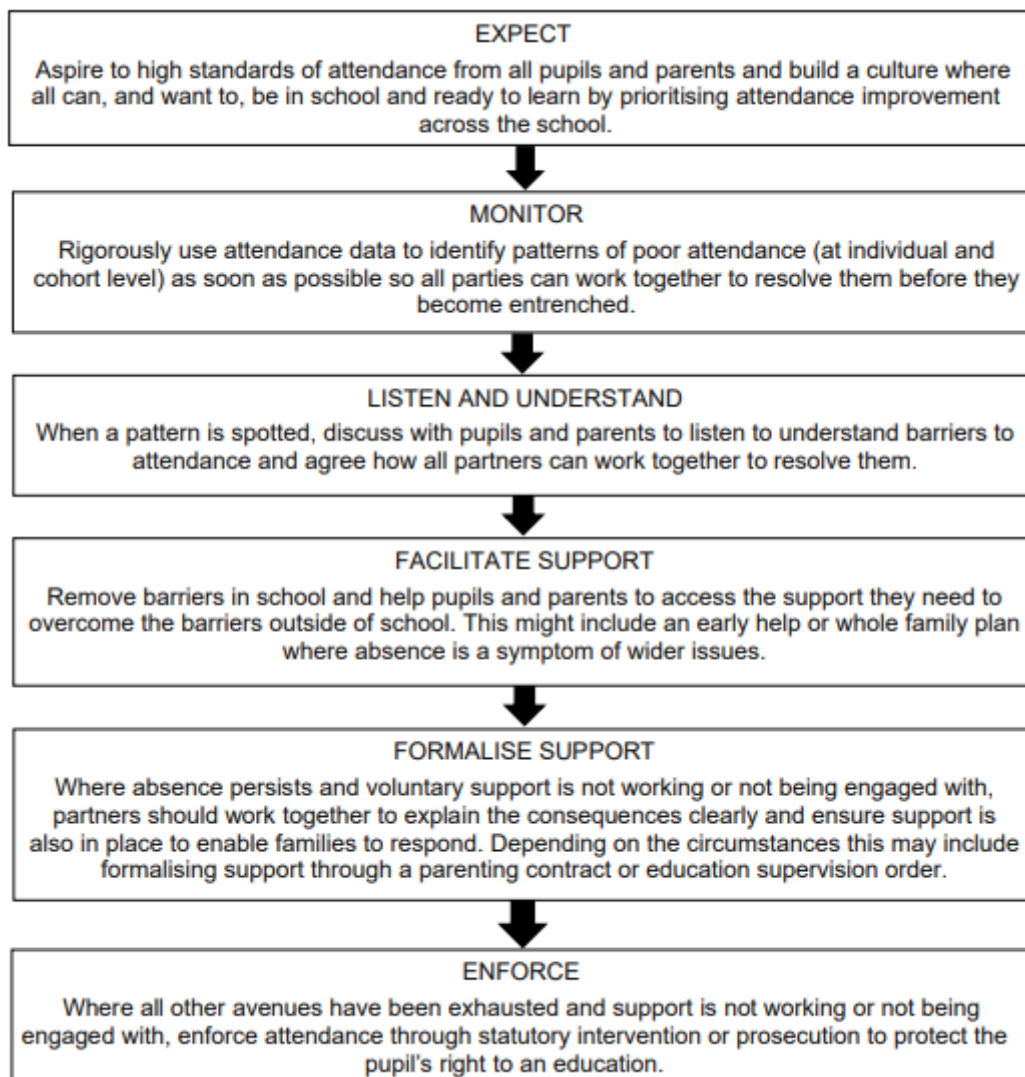 EXPECT
Aspire to high standards of attendance from all pupils and parents and build a culture where
all can, and want to, be in school and ready to learn by prioritising attendance improvement
across the school.
MONITOR
Rigorously use attendance data to identify patterns of poor attendance (at individual and
cohort level) as soon as possible so all parties can work together to resolve them before they
become entrenched.
LISTEN AND UNDERSTAND
When a pattern is spotted, discuss with pupils and parents to listen to understand barriers to
attendance and agree how all partners can work together to resolve them.
FACILITATE SUPPORT
Remove barriers in school and help pupils and parents to access the support they need to
overcome the barriers outside of school. This might include an early help or whole family plan
where absence is a symptom of wider issues.
FORMALISE SUPPORT
Where absence persists and voluntary support is not working or not being engaged with,
partners should work together to explain the consequences clearly and ensure support is
also in place to enable families to respond. Depending on the circumstances this may include
formalising support through a parenting contract or education supervision order.
ENFORCE
Where all other avenues have been exhausted and support is not working or not being
engaged with, enforce attendance through statutory intervention or prosecution to protect the
pupil's right to an education.